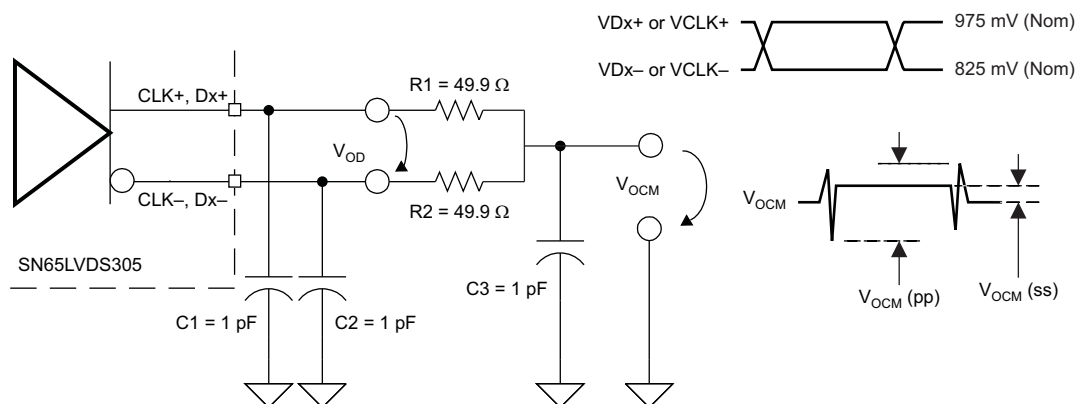 VDx+ or VCLK+
975 mV (Nom)
VDx– or VCLK–
825 mV (Nom)
CLK+, Dx+
R1 = 49.9 Ω
VOD
CLK–, Dx–
R2 = 49.9 Ω
VOCM
VOCM
SN65LVDS305
C1 = 1 pF
C2 = 1 pF
C3 = 1 pF
VOCM (pp)
VOCM (ss)